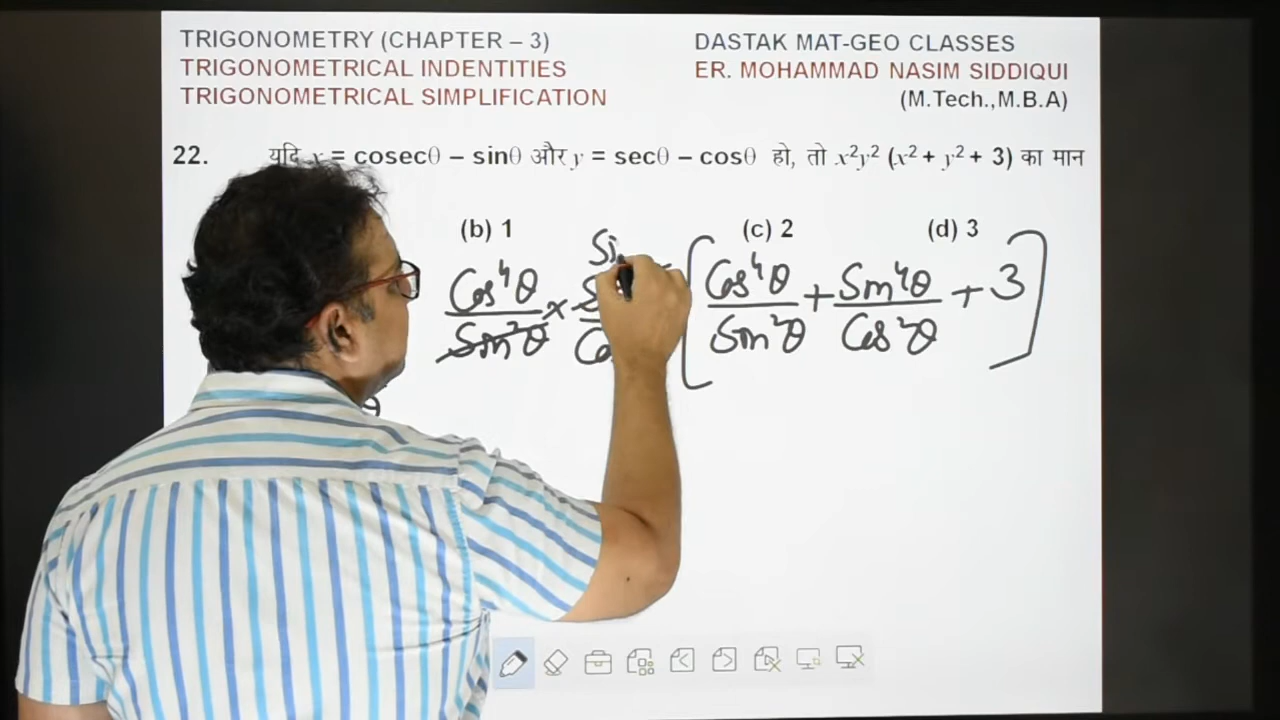 TRIGONOMETRY (CHAPTER – 3)
TRIGONOMETRICAL INDENTITIES
TRIGONOMETRICAL SIMPLIFICATION
DASTAK MAT-GEO CLASSES
ER. MOHAMMAD NASIM SIDDIQUI
(M.Tech.,M.B.A)
22. यदि x = cosecθ – sinθ और y = secθ – cosθ हो, तो x²y² (x² + y² + 3) का मान
(b) 1 (c) 2 (d) 3
Si
Cos⁴θ/Sin²θ × [Cos⁴θ/Sin²θ + Sin⁴θ/Cos²θ + 3]
θ